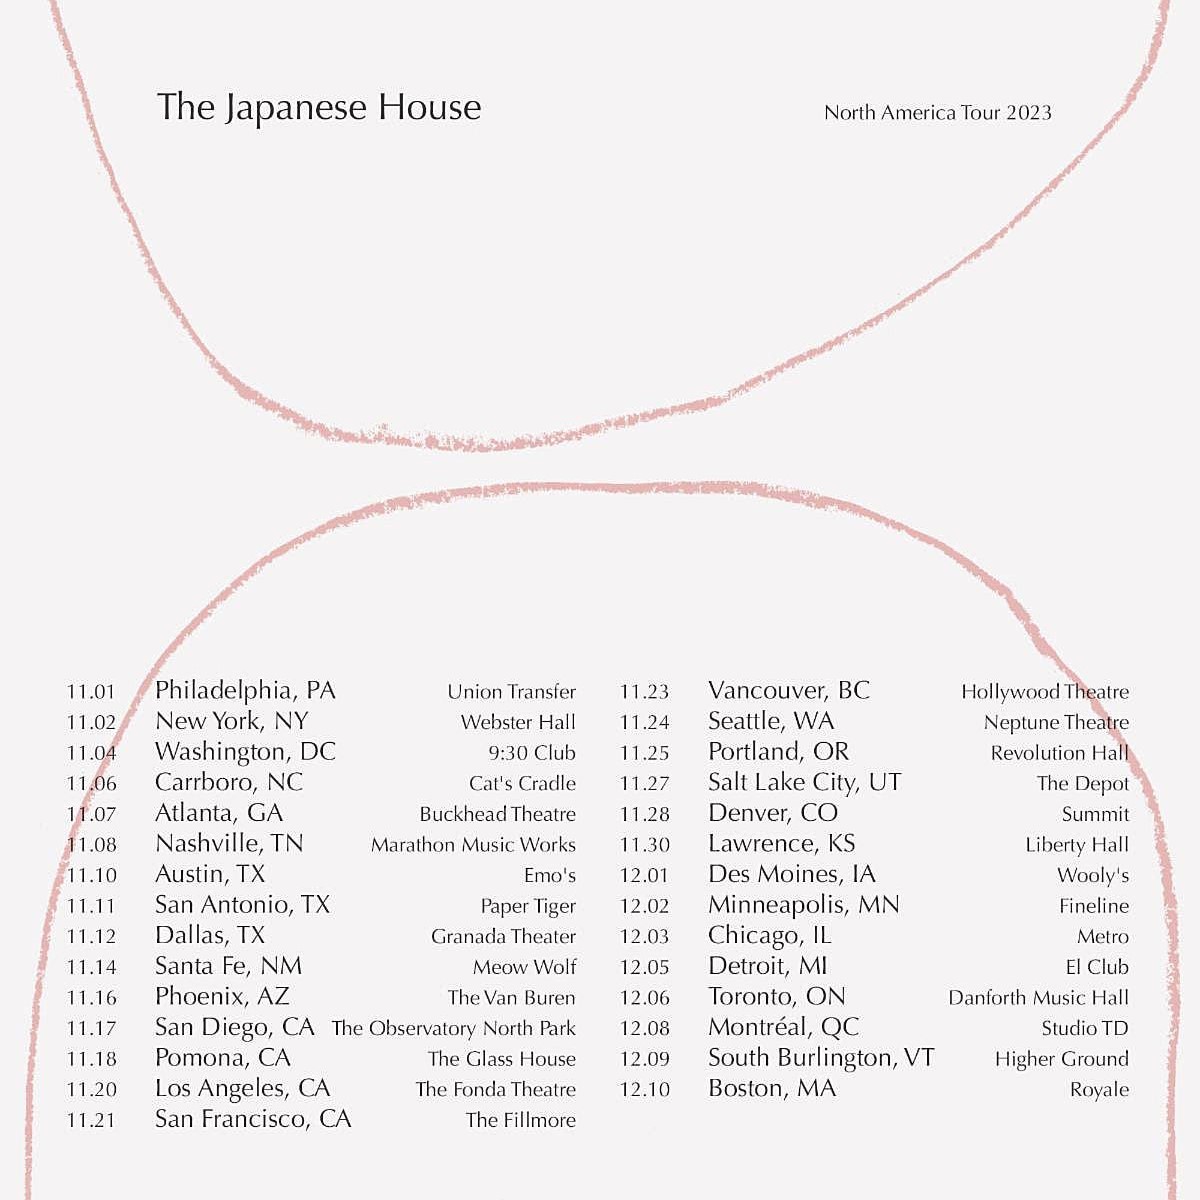 The Japanese House
North America Tour 2023
11.01 Philadelphia, PA Union Transfer
11.02 New York, NY Webster Hall
11.04 Washington, DC 9:30 Club
11.06 Carrboro, NC Cat's Cradle
11.07 Atlanta, GA Buckhead Theatre
11.08 Nashville, TN Marathon Music Works
11.10 Austin, TX Emo's
11.11 San Antonio, TX Paper Tiger
11.12 Dallas, TX Granada Theater
11.14 Santa Fe, NM Meow Wolf
11.16 Phoenix, AZ The Van Buren
11.17 San Diego, CA The Observatory North Park
11.18 Pomona, CA The Glass House
11.20 Los Angeles, CA The Fonda Theatre
11.21 San Francisco, CA The Fillmore
11.23 Vancouver, BC Hollywood Theatre
11.24 Seattle, WA Neptune Theatre
11.25 Portland, OR Revolution Hall
11.27 Salt Lake City, UT The Depot
11.28 Denver, CO Summit
11.30 Lawrence, KS Liberty Hall
12.01 Des Moines, IA Wooly's
12.02 Minneapolis, MN Fineline
12.03 Chicago, IL Metro
12.05 Detroit, MI El Club
12.06 Toronto, ON Danforth Music Hall
12.08 Montréal, QC Studio TD
12.09 South Burlington, VT Higher Ground
12.10 Boston, MA Royale